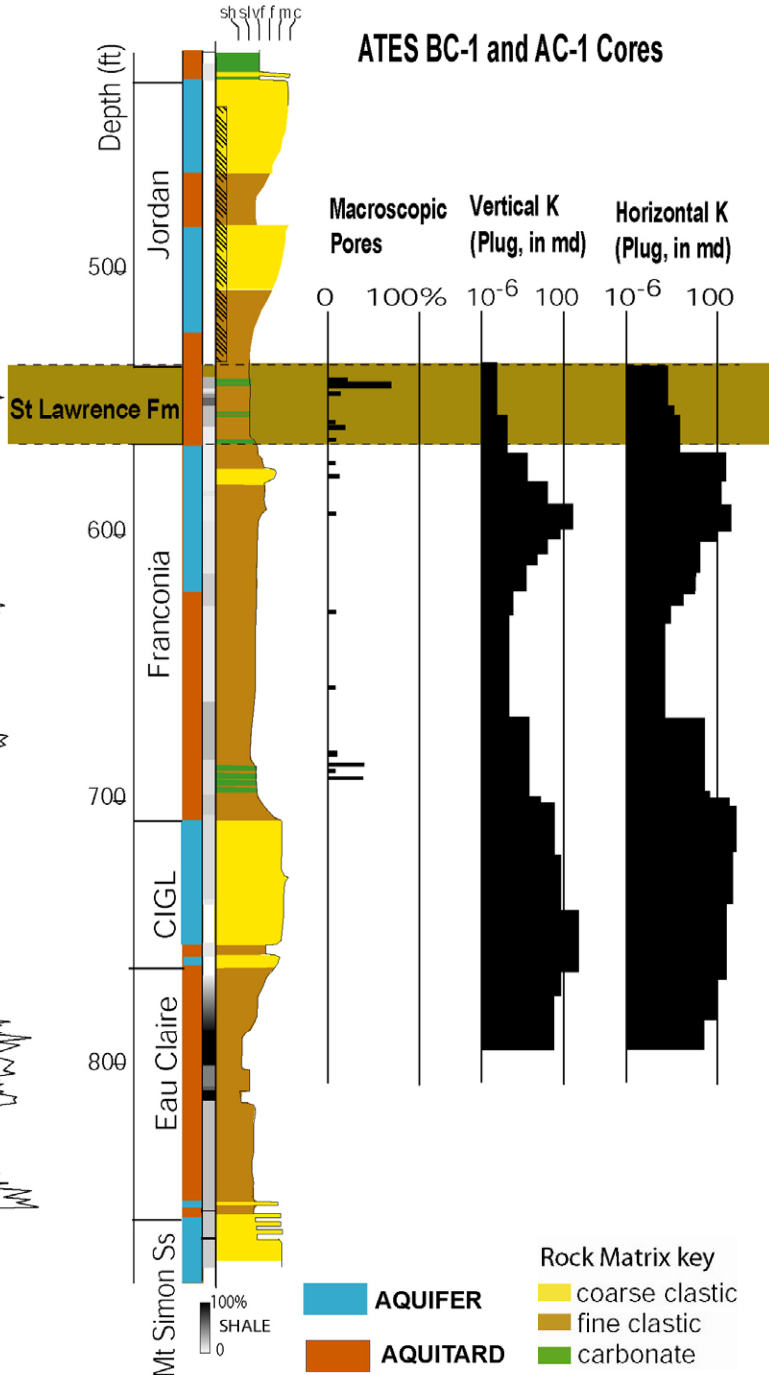 sh sl vf f m c
ATES BC-1 and AC-1 Cores
Depth (ft)
Jordan
Macroscopic
Pores
Vertical K
(Plug, in md)
Horizontal K
(Plug, in md)
500
0 100%
10-6 100
10-6 100
St Lawrence Fm
600
Franconia
700
CIGL
Eau Claire
800
Mt Simon Ss
Rock Matrix key
coarse clastic
fine clastic
carbonate
AQUIFER
AQUITARD
100%
SHALE
0